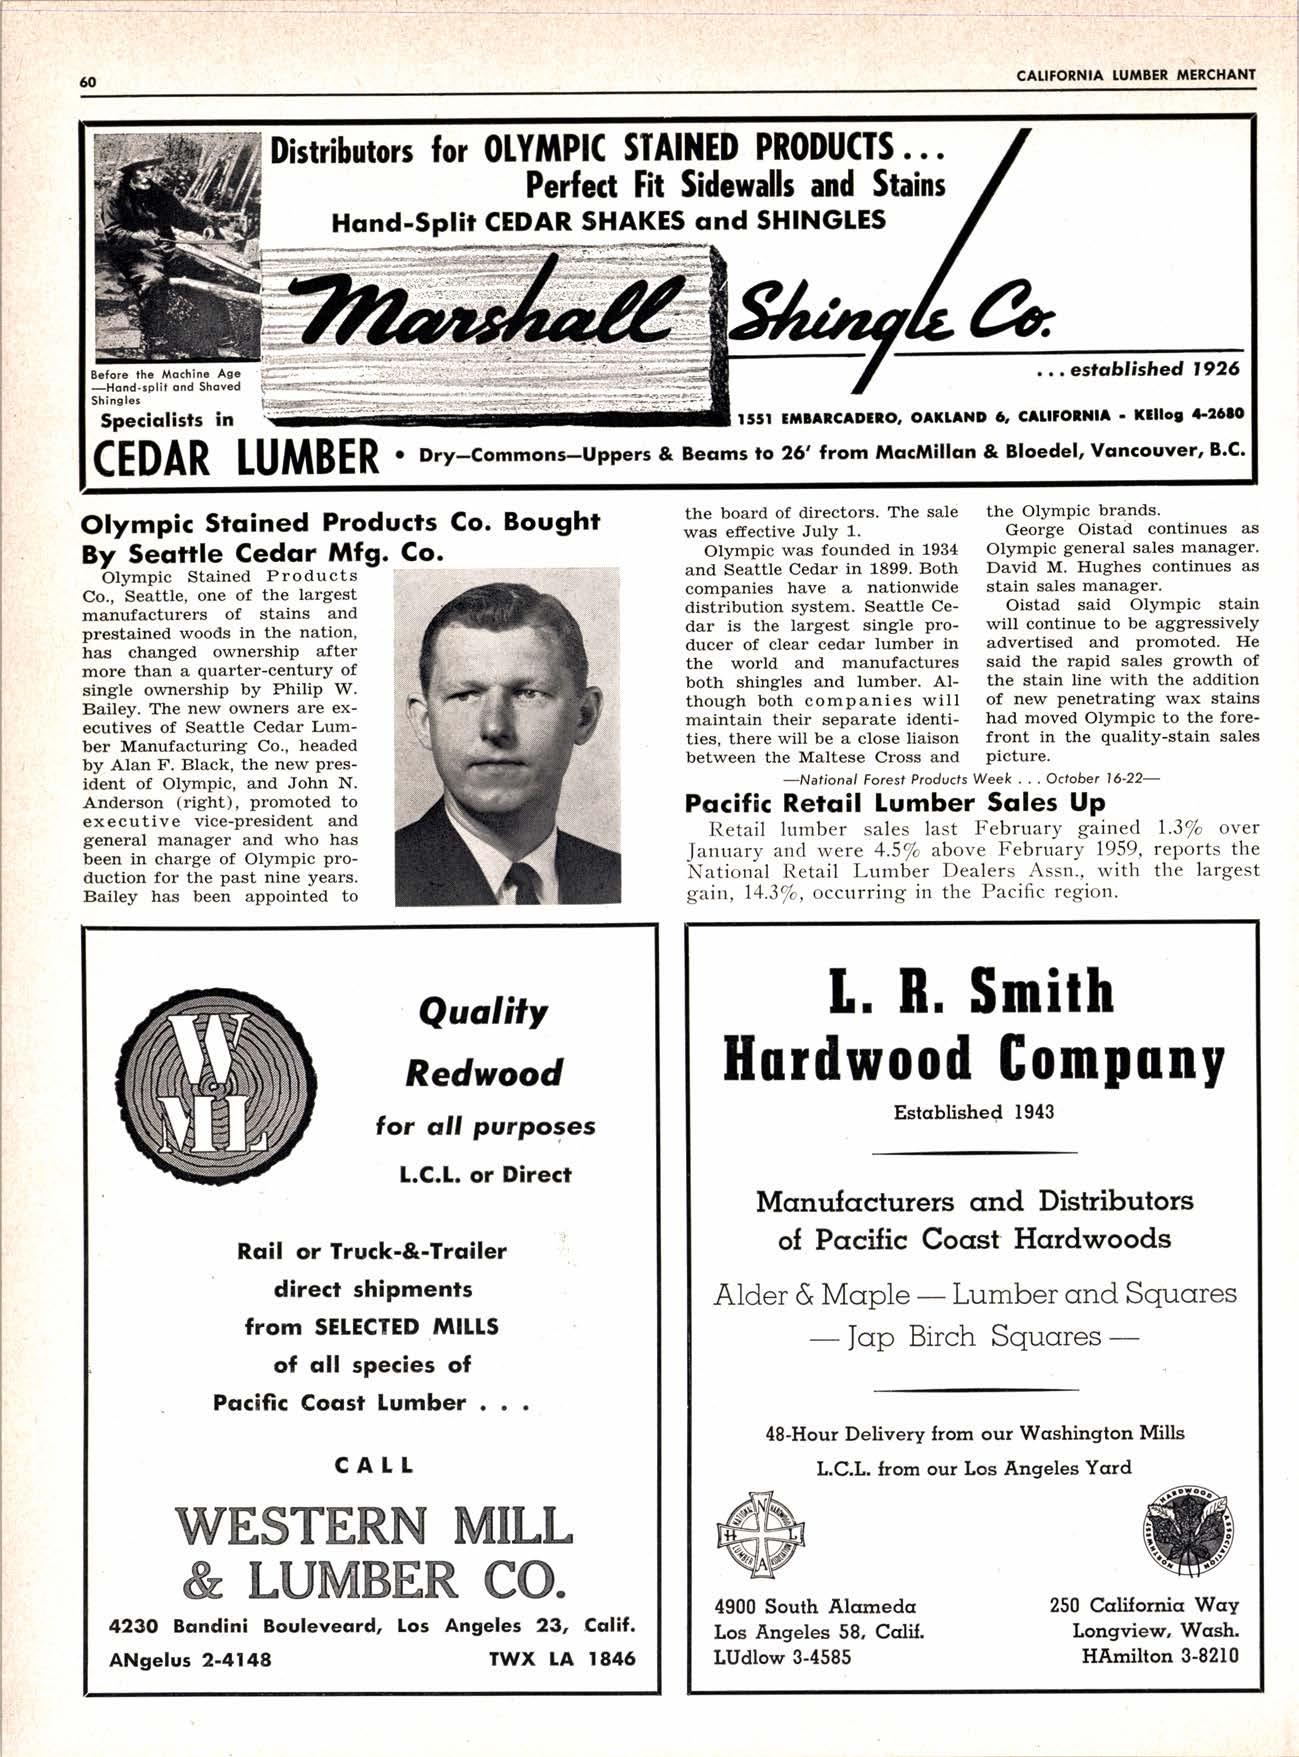 60
CALIFORNIA LUMBER MERCHANT
Distributors for OLYMPIC STAINED PRODUCTS...
Perfect Fit Sidewalls and Stains
Hand-Split CEDAR SHAKES and SHINGLES
Marshall Shingle Co.
Before the Machine Age
—Hand-split and Shaved
Shingles
...established 1926
Specialists in
1551 EMBARCADERO, OAKLAND 6, CALIFORNIA - KEllog 4-2680
CEDAR LUMBER • Dry—Commons—Uppers & Beams to 26' from MacMillan & Bloedel, Vancouver, B.C.
Olympic Stained Products Co. Bought
By Seattle Cedar Mfg. Co.
Olympic Stained Products
Co., Seattle, one of the largest
manufacturers of stains and
prestained woods in the nation,
has changed ownership after
more than a quarter-century of
single ownership by Philip W.
Bailey. The new owners are ex-
ecutives of Seattle Cedar Lum-
ber Manufacturing Co., headed
by Alan F. Black, the new pres-
ident of Olympic, and John N.
Anderson (right), promoted to
executive vice-president and
general manager and who has
been in charge of Olympic pro-
duction for the past nine years.
Bailey has been appointed to
the board of directors. The sale
was effective July 1.
Olympic was founded in 1934
and Seattle Cedar in 1899. Both
companies have a nationwide
distribution system. Seattle Ce-
dar is the largest single pro-
ducer of clear cedar lumber in
the world and manufactures
both shingles and lumber. Al-
though both companies will
maintain their separate identi-
ties, there will be a close liaison
between the Maltese Cross and
the Olympic brands.
George Oistad continues as
Olympic general sales manager.
David M. Hughes continues as
stain sales manager.
Oistad said Olympic stain
will continue to be aggressively
advertised and promoted. He
said the rapid sales growth of
the stain line with the addition
of new penetrating wax stains
had moved Olympic to the fore-
front in the quality-stain sales
picture.
—National Forest Products Week . . . October 16-22—
Pacific Retail Lumber Sales Up
Retail lumber sales last February gained 1.3% over
January and were 4.5% above February 1959, reports the
National Retail Lumber Dealers Assn., with the largest
gain, 14.3%, occurring in the Pacific region.
W
ML
Quality
Redwood
for all purposes
L.C.L. or Direct
Rail or Truck-&-Trailer
direct shipments
from SELECTED MILLS
of all species of
Pacific Coast Lumber . . .
CALL
WESTERN MILL
& LUMBER CO.
4230 Bandini Bouleveard, Los Angeles 23, Calif.
ANgelus 2-4148 TWX LA 1846
L. R. Smith
Hardwood Company
Established 1943
Manufacturers and Distributors
of Pacific Coast Hardwoods
Alder & Maple — Lumber and Squares
— Jap Birch Squares —
48-Hour Delivery from our Washington Mills
L.C.L. from our Los Angeles Yard
NATIONAL HARDWOOD LUMBER ASSOCIATION
N H L A
NORTHWEST HARDWOOD ASSOCIATION
4900 South Alameda
Los Angeles 58, Calif.
LUdlow 3-4585
250 California Way
Longview, Wash.
HAmilton 3-8210